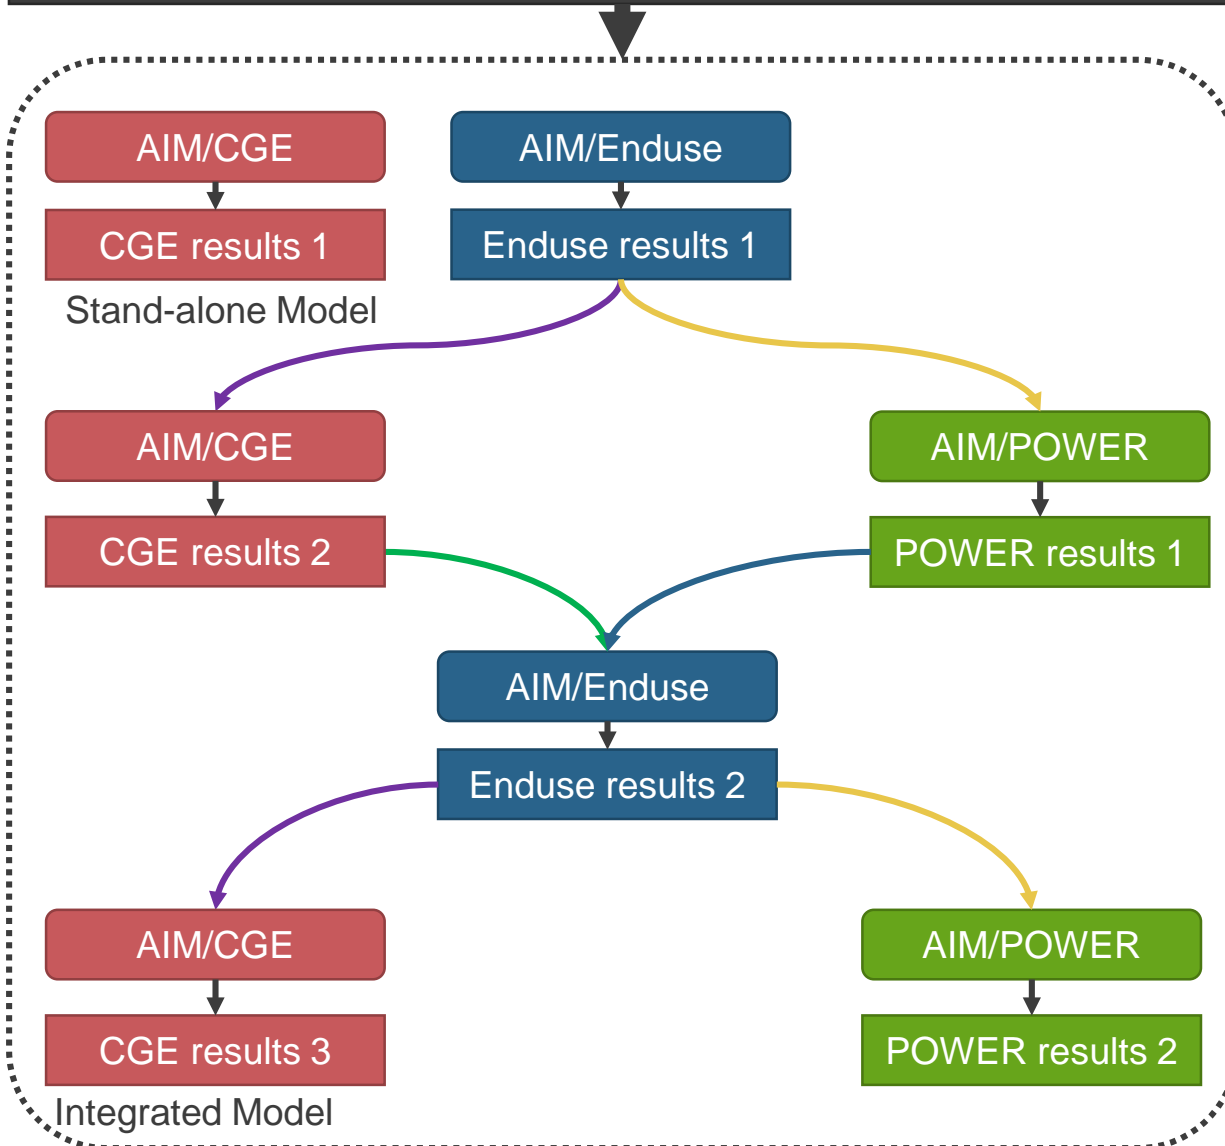 AIM/CGE
AIM/Enduse
CGE results 1
Enduse results 1
Stand-alone Model
AIM/CGE
AIM/POWER
CGE results 2
POWER results 1
AIM/Enduse
Enduse results 2
AIM/CGE
AIM/POWER
CGE results 3
POWER results 2
Integrated Model